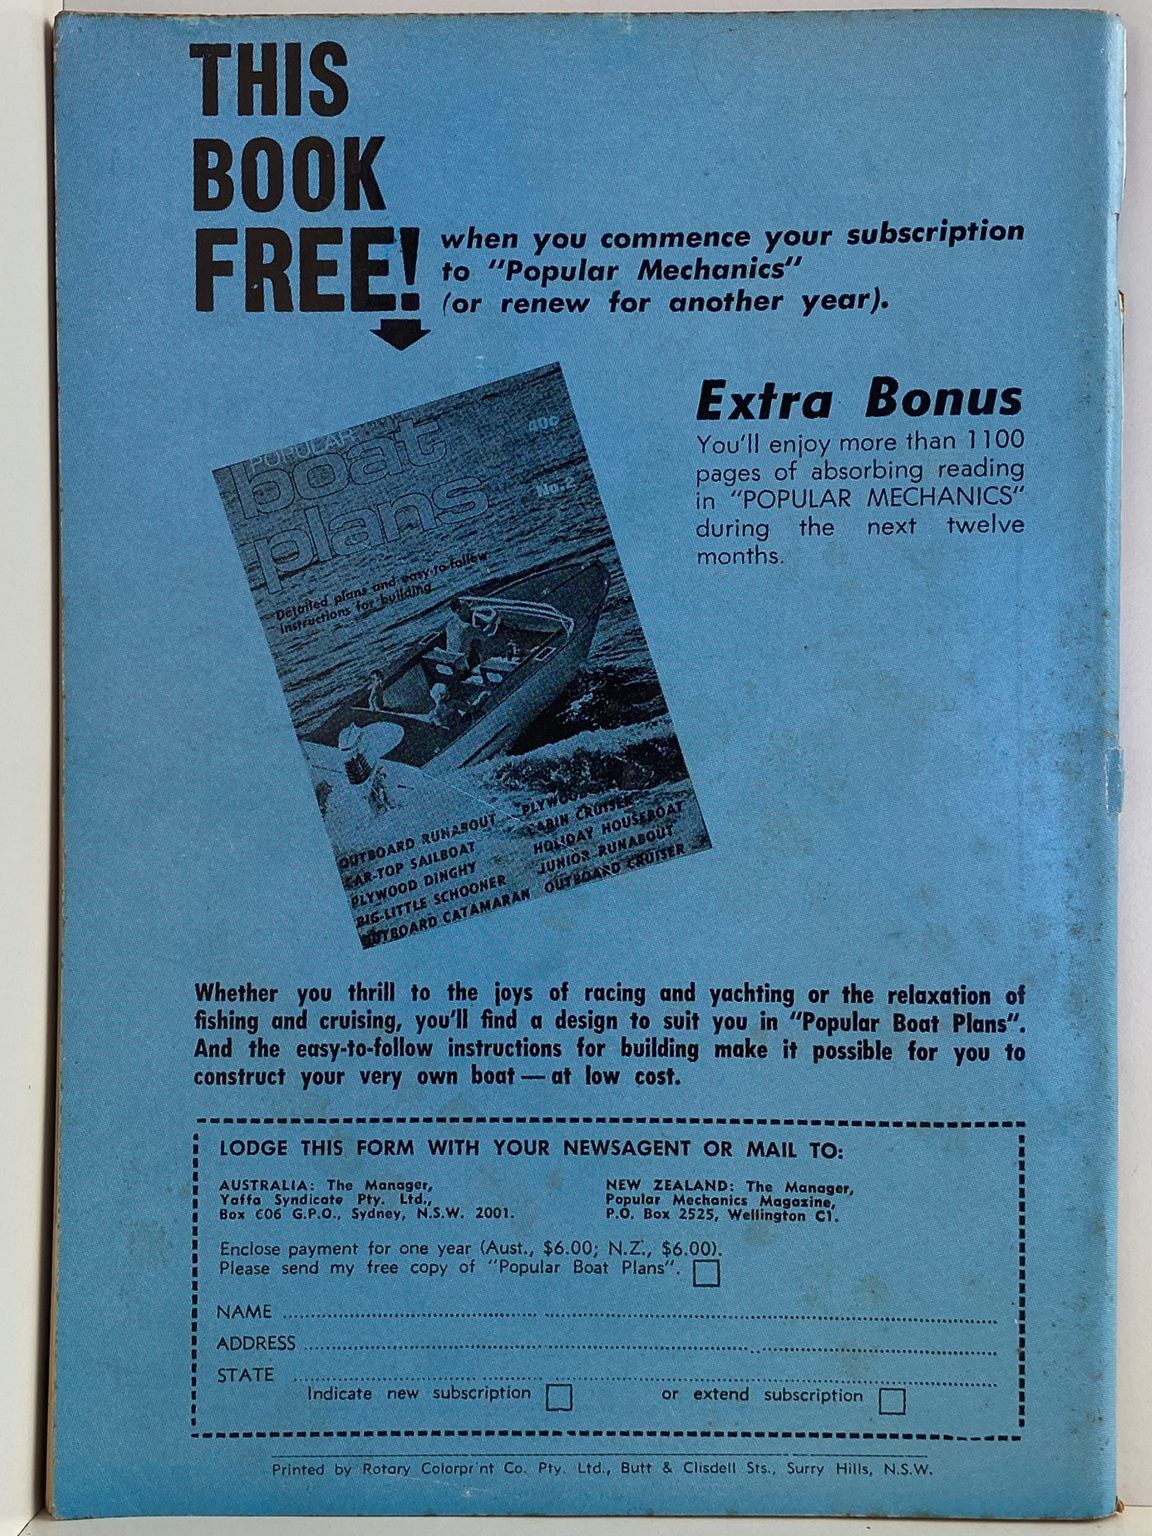 THIS
BOOK
FREE!
when you commence your subscription
to "Popular Mechanics"
(or renew for another year).
Extra Bonus
You'll enjoy more than 1100
pages of absorbing reading
in "POPULAR MECHANICS"
during the next twelve
months.
POPULAR
boat
plans
40c
No. 2
Detailed plans and easy-to-follow
instructions for building
OUTBOARD RUNABOUT
CAR-TOP SAILBOAT
PLYWOOD DINGHY
BIG-LITTLE SCHOONER
OUTBOARD CATAMARAN
PLYWOOD
CABIN CRUISER
HOLIDAY HOUSEBOAT
JUNIOR RUNABOUT
OUTBOARD CRUISER
Whether you thrill to the joys of racing and yachting or the relaxation of
fishing and cruising, you'll find a design to suit you in "Popular Boat Plans".
And the easy-to-follow instructions for building make it possible for you to
construct your very own boat — at low cost.
LODGE THIS FORM WITH YOUR NEWSAGENT OR MAIL TO:
AUSTRALIA: The Manager,
Yaffa Syndicate Pty. Ltd.,
Box 606 G.P.O., Sydney, N.S.W. 2001.
NEW ZEALAND: The Manager,
Popular Mechanics Magazine,
P.O. Box 2525, Wellington C1.
Enclose payment for one year (Aust., $6.00; N.Z., $6.00).
Please send my free copy of "Popular Boat Plans".
NAME
ADDRESS
STATE
Indicate new subscription
or extend subscription
Printed by Rotary Colorprint Co. Pty. Ltd., Butt & Clisdell Sts., Surry Hills, N.S.W.